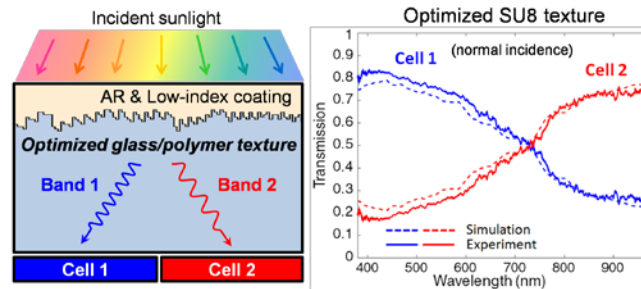 Incident sunlight
AR & Low-index coating
Optimized glass/polymer texture
Band 1
Band 2
Cell 1
Cell 2
Optimized SU8 texture
Cell 1
(normal incidence)
Cell 2
1
0.9
0.8
0.7
0.6
0.5
0.4
0.3
0.2
0.1
0
Transmission
Simulation
Experiment
400 500 600 700 800 900
Wavelength (nm)